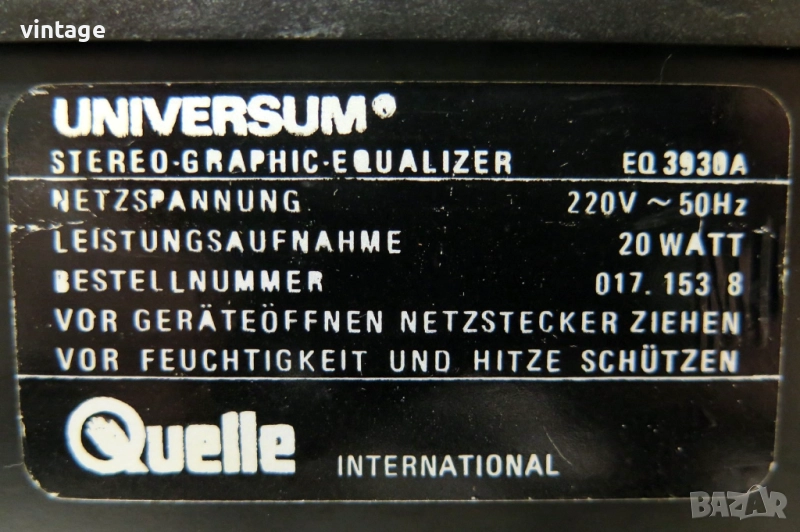 vintage
UNIVERSUM®
STEREO-GRAPHIC-EQUALIZER EQ 3930A
NETZSPANNUNG 220V ~ 50Hz
LEISTUNGSAUFNAHME 20 WATT
BESTELLNUMMER 017. 153 8
VOR GERÄTEÖFFNEN NETZSTECKER ZIEHEN
VOR FEUCHTIGKEIT UND HITZE SCHÜTZEN
Quelle INTERNATIONAL
BAZAR